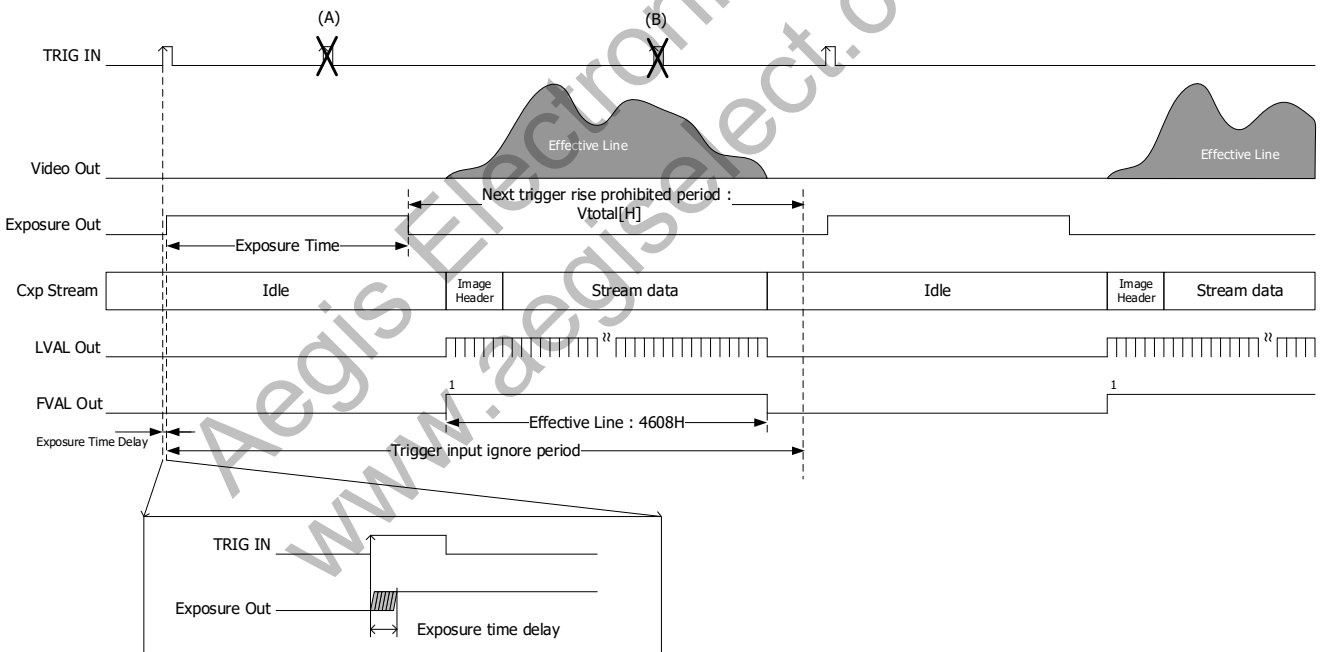 (A)
(B)
TRIG IN
Effective Line
Effective Line
Video Out
Next trigger rise prohibited period :
Vtotal[H]
Exposure Out
Exposure Time
Cxp Stream
Idle
Image
Header
Stream data
Idle
Image
Header
Stream data
LVAL Out
≈
≈
1
1
FVAL Out
Effective Line : 4608H
Exposure Time Delay
Trigger input ignore period
TRIG IN
Exposure Out
Exposure time delay
Aegis Electroni
www.aegiselect.c